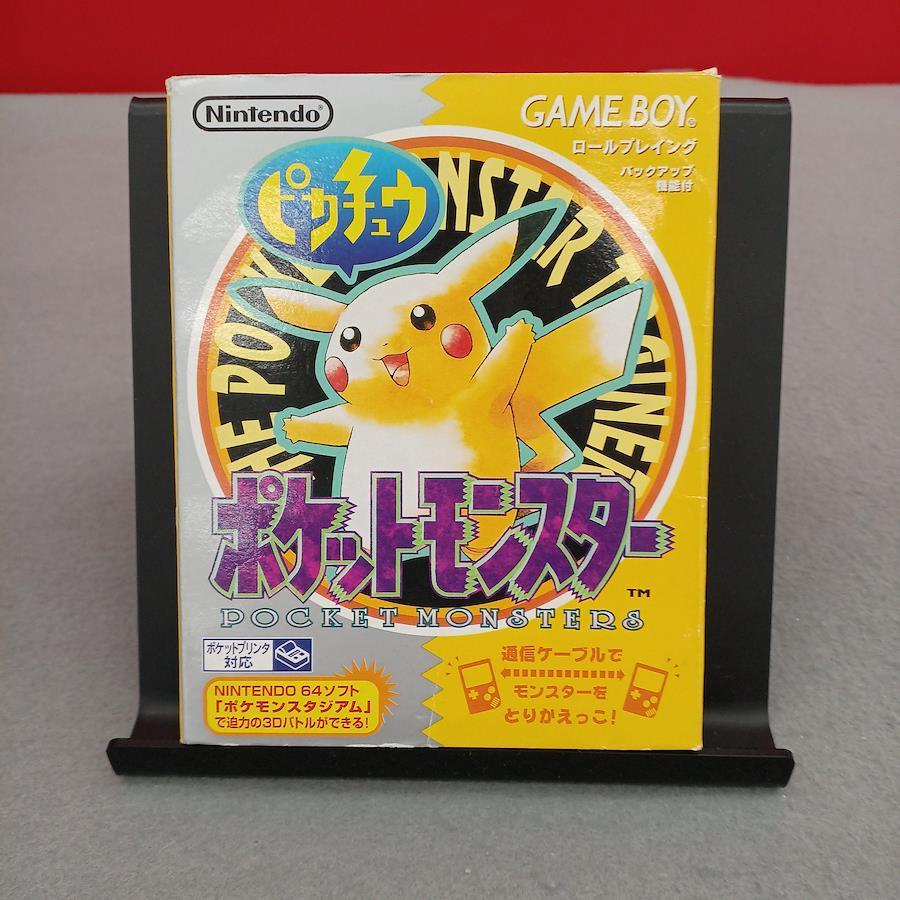 Nintendo®
GAME BOY®
ロールプレイング
バックアップ
機能付
ピカチュウ
ポケットモンスター
™
POCKET MONSTERS
ポケットプリンタ
対応
NINTENDO 64ソフト
「ポケモンスタジアム」
で迫力の3Dバトルができる!
通信ケーブルで
モンスターを
とりかえっこ!